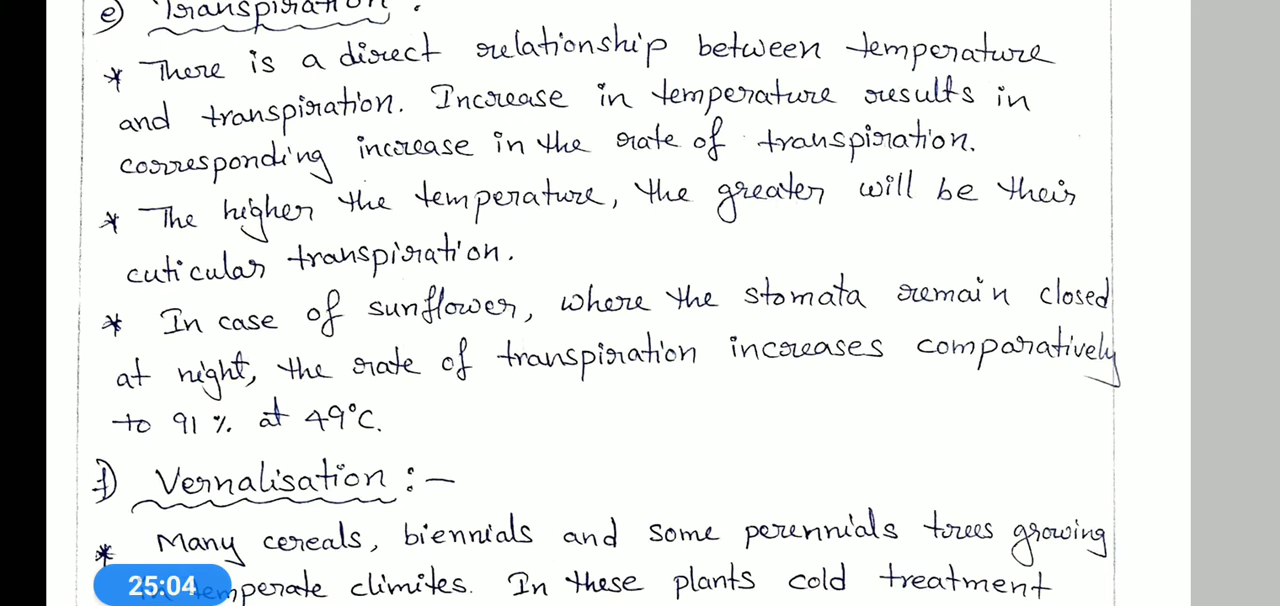 e) Transpiration :
* There is a direct relationship between temperature
and transpiration. Increase in temperature results in
corresponding increase in the rate of transpiration.
* The higher the temperature, the greater will be their
cuticular transpiration.
* In case of sunflower, where the stomata remain closed
at night, the rate of transpiration increases comparatively
to 91 % at 49°C.
f) Vernalisation :-
* Many cereals, biennials and some perennials trees growing
temperate climites. In these plants cold treatment
25:04